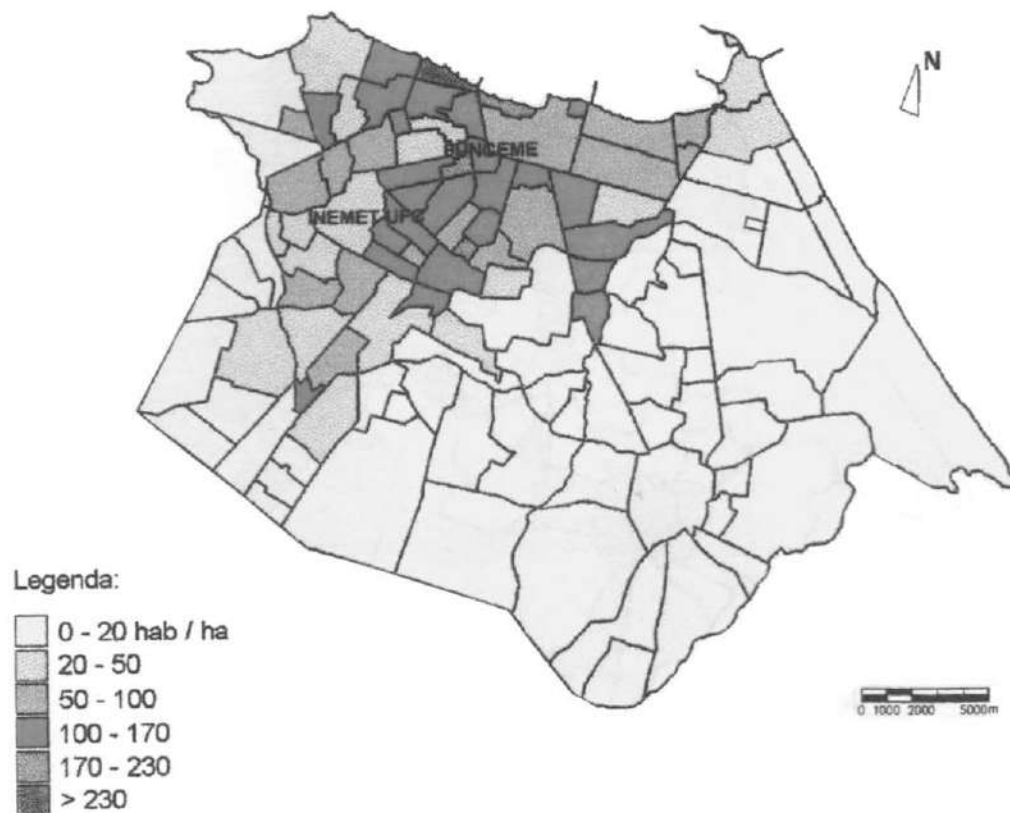 N
FUNCEME
INEMET UFC
Legenda:
0 - 20 hab / ha
20 - 50
50 - 100
100 - 170
170 - 230
> 230
0 1000 2000 5000m